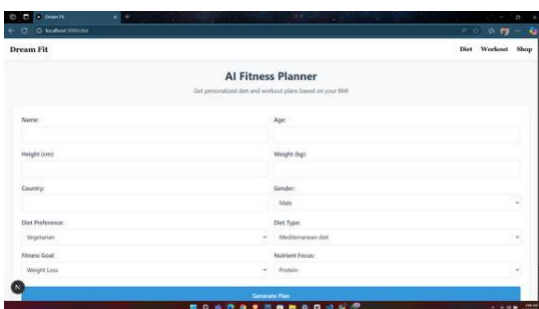 Dream Fit
localhost:3000/diet
Dream Fit
Diet Workout Shop
AI Fitness Planner
Get personalized diet and workout plans based on your BMI
Name:
Age:
Height (cm):
Weight (kg):
Country:
Gender:
Male
Diet Preference:
Diet Type:
Vegetarian
Mediterranean diet
Fitness Goal:
Nutrient Focus:
Weight Loss
Protein
N
Generate Plan